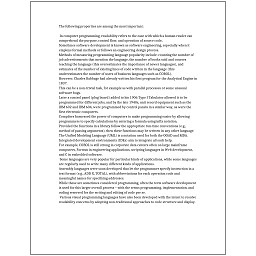 The following properties are among the most important:
In computer programming, readability refers to the ease with which a human reader can
comprehend the purpose, control flow, and operation of source code.
Sometimes software development is known as software engineering, especially when it
employs formal methods or follows an engineering design process.
Methods of measuring programming language popularity include: counting the number of
job advertisements that mention the language, the number of books sold and courses
teaching the language (this overestimates the importance of newer languages), and
estimates of the number of existing lines of code written in the language (this
underestimates the number of users of business languages such as COBOL).
However, Charles Babbage had already written his first program for the Analytical Engine in
1837.
This can be a non-trivial task, for example as with parallel processes or some unusual
software bugs.
Later a control panel (plug board) added to his 1906 Type I Tabulator allowed it to be
programmed for different jobs, and by the late 1940s, unit record equipment such as the
IBM 602 and IBM 604, were programmed by control panels in a similar way, as were the
first electronic computers.
Compilers harnessed the power of computers to make programming easier by allowing
programmers to specify calculations by entering a formula using infix notation.
Provided the functions in a library follow the appropriate run-time conventions (e.g.,
method of passing arguments), then these functions may be written in any other language.
The Unified Modeling Language (UML) is a notation used for both the OOAD and MDA.
Integrated development environments (IDEs) aim to integrate all such help.
For example, COBOL is still strong in corporate data centers often on large mainframe
computers, Fortran in engineering applications, scripting languages in Web development,
and C in embedded software.
Some languages are very popular for particular kinds of applications, while some languages
are regularly used to write many different kinds of applications.
Assembly languages were soon developed that let the programmer specify instruction in a
text format (e.g., ADD X, TOTAL), with abbreviations for each operation code and
meaningful names for specifying addresses.
While these are sometimes considered programming, often the term software development
is used for this larger overall process – with the terms programming, implementation, and
coding reserved for the writing and editing of code per se.
Various visual programming languages have also been developed with the intent to resolve
readability concerns by adopting non-traditional approaches to code structure and display.